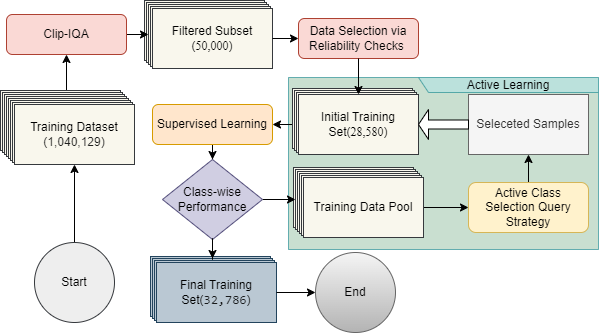 Clip-IQA
Filtered Subset
(50,000)
Data Selection via
Reliability Checks
Active Learning
Training Dataset
(1,040,129)
Supervised Learning
Initial Training
Set(28,580)
Seleceted Samples
Class-wise
Performance
Training Data Pool
Active Class
Selection Query
Strategy
Start
Final Training
Set(32,786)
End